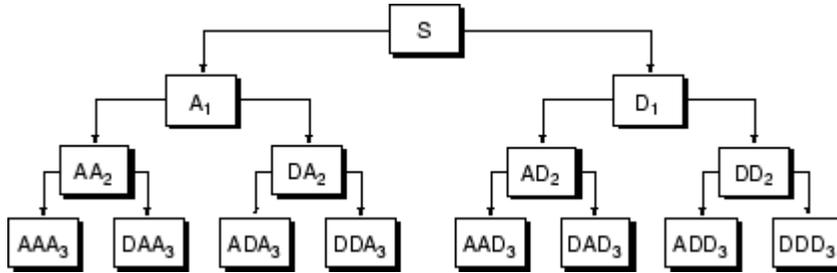 S
A₁ D₁
AA₂ DA₂ AD₂ DD₂
AAA₃ DAA₃ ADA₃ DDA₃ AAD₃ DAD₃ ADD₃ DDD₃